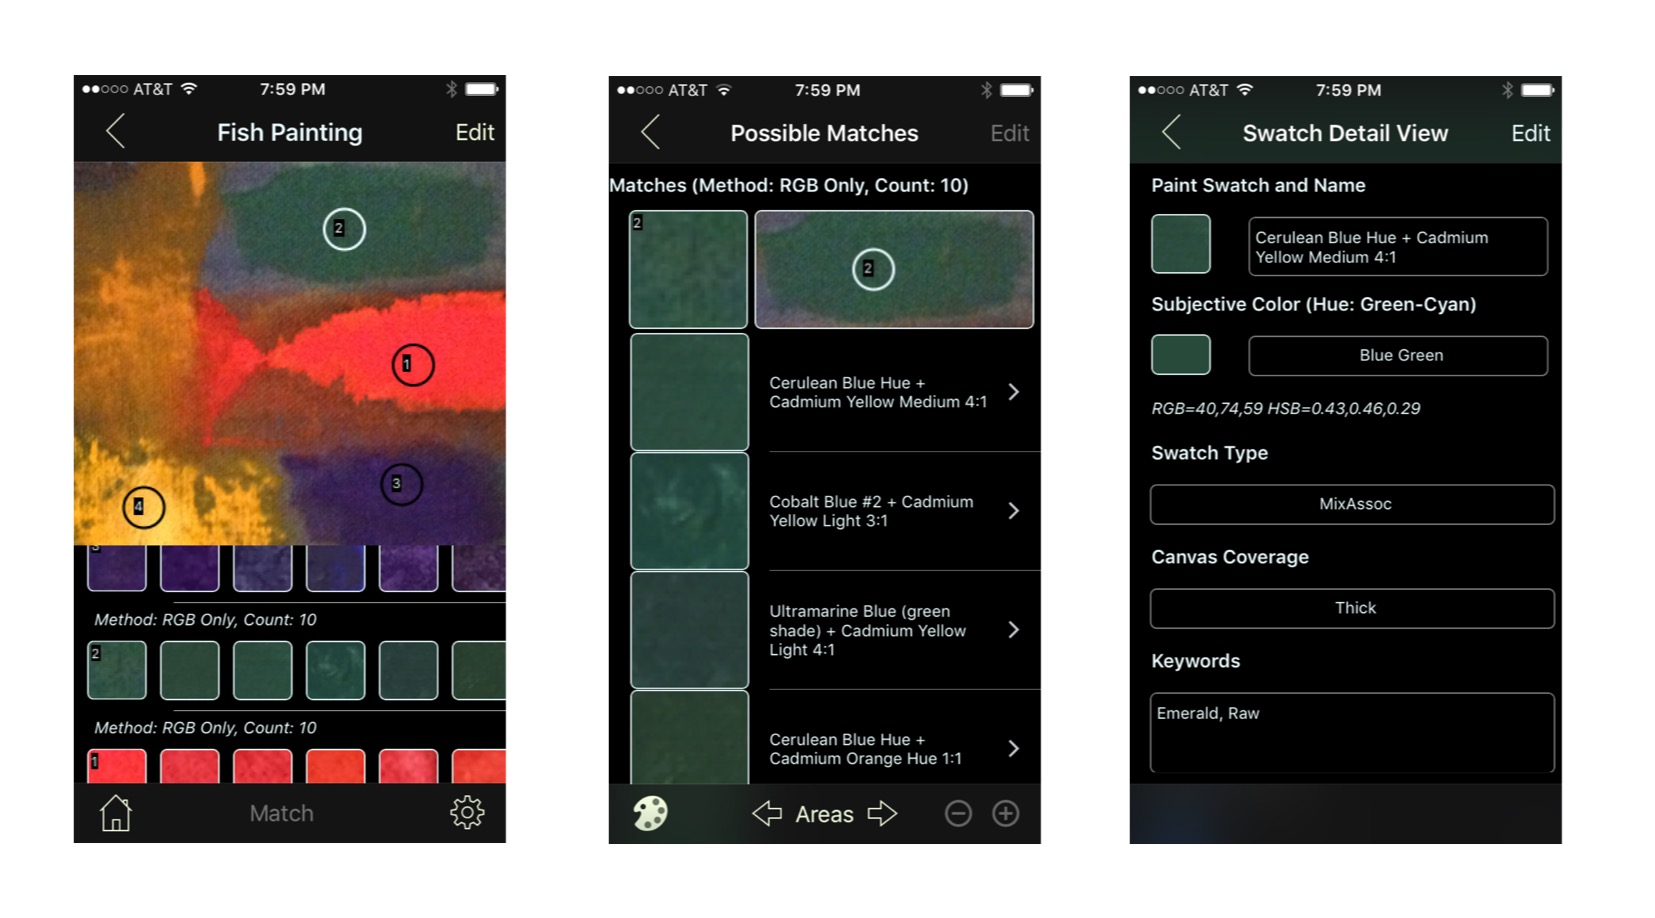 AT&T 7:59 PM
Fish Painting Edit
2
1
3
4
3
Method: RGB Only, Count: 10
2
Method: RGB Only, Count: 10
1
Match
AT&T 7:59 PM
Possible Matches Edit
Matches (Method: RGB Only, Count: 10)
2
2
Cerulean Blue Hue +
Cadmium Yellow Medium 4:1
Cobalt Blue #2 + Cadmium
Yellow Light 3:1
Ultramarine Blue (green
shade) + Cadmium Yellow
Light 4:1
Cerulean Blue Hue +
Cadmium Orange Hue 1:1
Areas
AT&T 7:59 PM
Swatch Detail View Edit
Paint Swatch and Name
Cerulean Blue Hue + Cadmium
Yellow Medium 4:1
Subjective Color (Hue: Green-Cyan)
Blue Green
RGB=40,74,59 HSB=0.43,0.46,0.29
Swatch Type
MixAssoc
Canvas Coverage
Thick
Keywords
Emerald, Raw